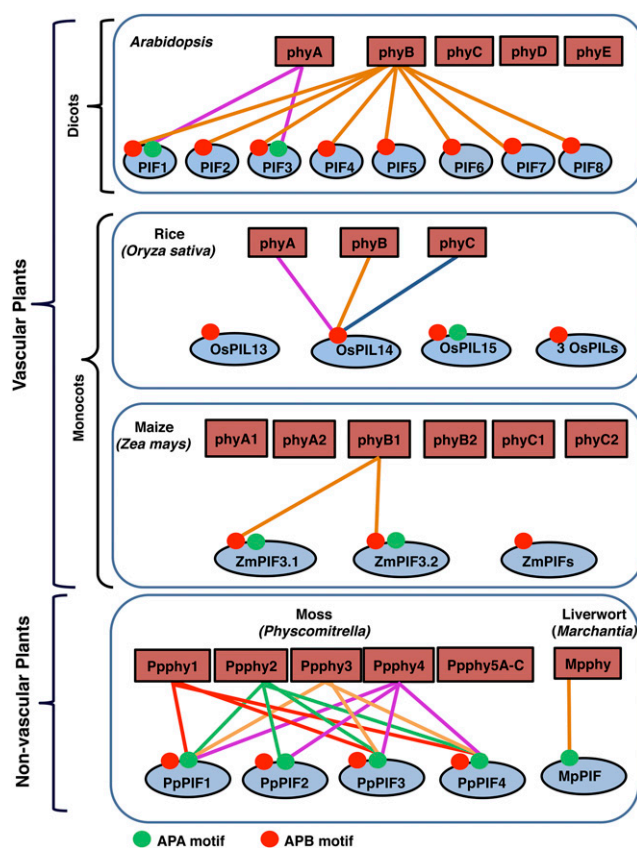 Arabidopsis
phyA phyB phyC phyD phyE
PIF1 PIF2 PIF3 PIF4 PIF5 PIF6 PIF7 PIF8
Dicots
Vascular Plants
Rice
(Oryza sativa)
phyA phyB phyC
OsPIL13 OsPIL14 OsPIL15 3 OsPILs
Monocots
Maize
(Zea mays)
phyA1 phyA2 phyB1 phyB2 phyC1 phyC2
ZmPIF3.1 ZmPIF3.2 ZmPIFs
Non-vascular Plants
Moss
(Physcomitrella)
Liverwort
(Marchantia)
Ppphy1 Ppphy2 Ppphy3 Ppphy4 Ppphy5A-C Mpphy
PpPIF1 PpPIF2 PpPIF3 PpPIF4 MpPIF
APA motif APB motif